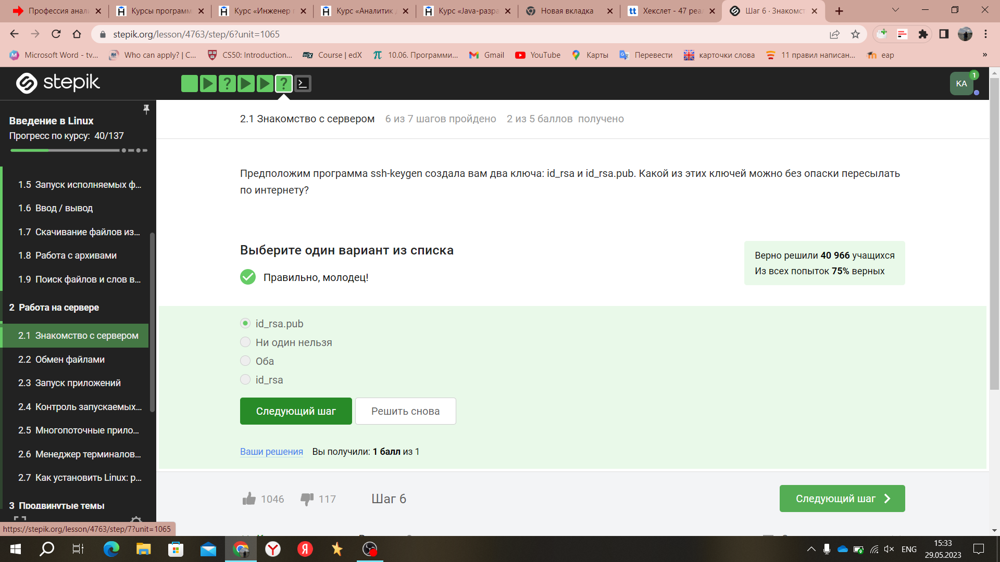 Профессия анали
Курсы программ
Курс «Инженер п
Курс «Аналитик д
Курс «Java-разра
Новая вкладка
Хекслет - 47 реал
Шаг 6 · Знакомст
stepik.org/lesson/4763/step/6?unit=1065
Microsoft Word - tv...
Who can apply? | C...
CS50: Introduction...
edX Course | edX
10.06. Программи...
Gmail
YouTube
Карты
Перевести
карточки слова
11 правил написан...
eap
»
stepik
KA
1
Введение в Linux
Прогресс по курсу: 40/137
1.5 Запуск исполняемых ф...
1.6 Ввод / вывод
1.7 Скачивание файлов из...
1.8 Работа с архивами
1.9 Поиск файлов и слов в...
2 Работа на сервере
2.1 Знакомство с сервером
2.2 Обмен файлами
2.3 Запуск приложений
2.4 Контроль запускаемых...
2.5 Многопоточные прило...
2.6 Менеджер терминалов...
2.7 Как установить Linux: р...
3 Продвинутые темы
2.1 Знакомство с сервером 6 из 7 шагов пройдено 2 из 5 баллов получено
Предположим программа ssh-keygen создала вам два ключа: id_rsa и id_rsa.pub. Какой из этих ключей можно без опаски пересылать
по интернету?
Выберите один вариант из списка
Правильно, молодец!
Верно решили 40 966 учащихся
Из всех попыток 75% верных
id_rsa.pub
Ни один нельзя
Оба
id_rsa
Следующий шаг
Решить снова
Ваши решения Вы получили: 1 балл из 1
1046
117
Шаг 6
Следующий шаг
https://stepik.org/lesson/4763/step/7?unit=1065
ENG
15:33
29.05.2023